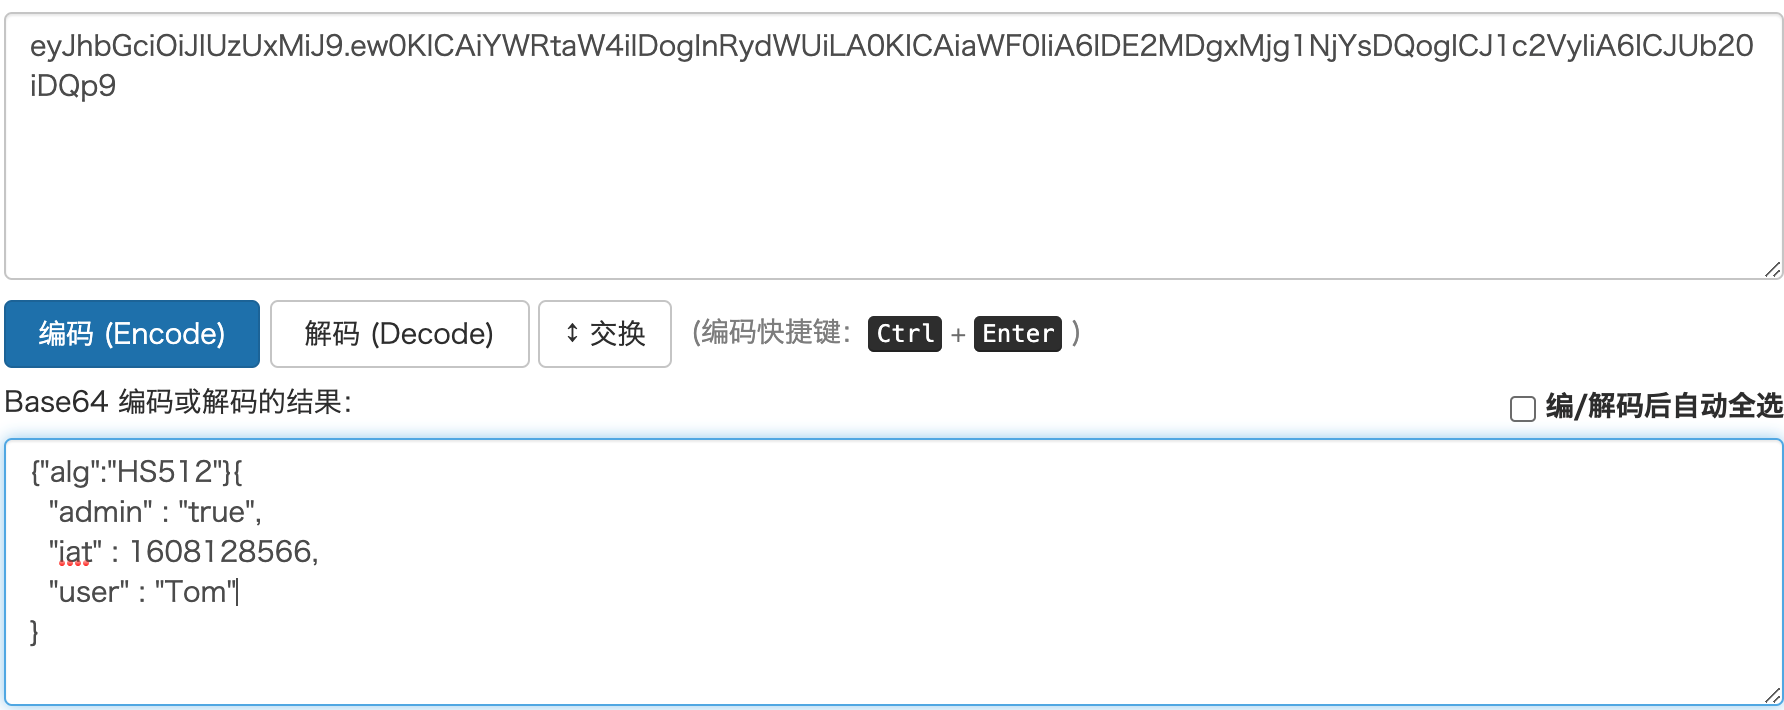 eyJhbGciOiJIUzUxMiJ9.ew0KICAiYWRtaW4iIDogInRydWUiLA0KICAiaWF0IiA6IDE2MDgxMjg1NjYsDQogICJ1c2VyIiA6ICJUb20
iDQp9
编码 (Encode) 解码 (Decode) ↕ 交换 (编码快捷键： Ctrl + Enter )
Base64 编码或解码的结果：
编/解码后自动全选
{"alg":"HS512"}{
"admin" : "true",
"iat" : 1608128566,
"user" : "Tom"
}